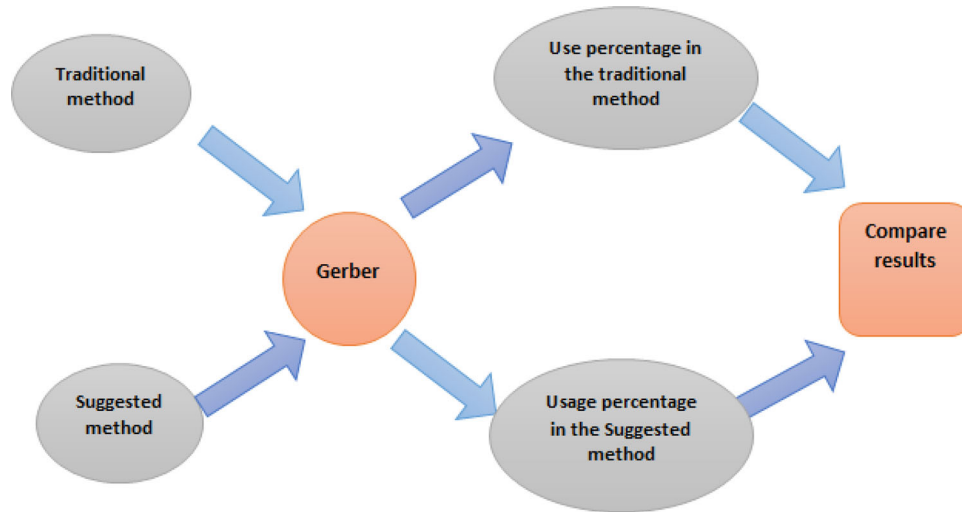 Traditional
method
Use percentage in
the traditional
method
Gerber
Compare
results
Suggested
method
Usage percentage
in the Suggested
method